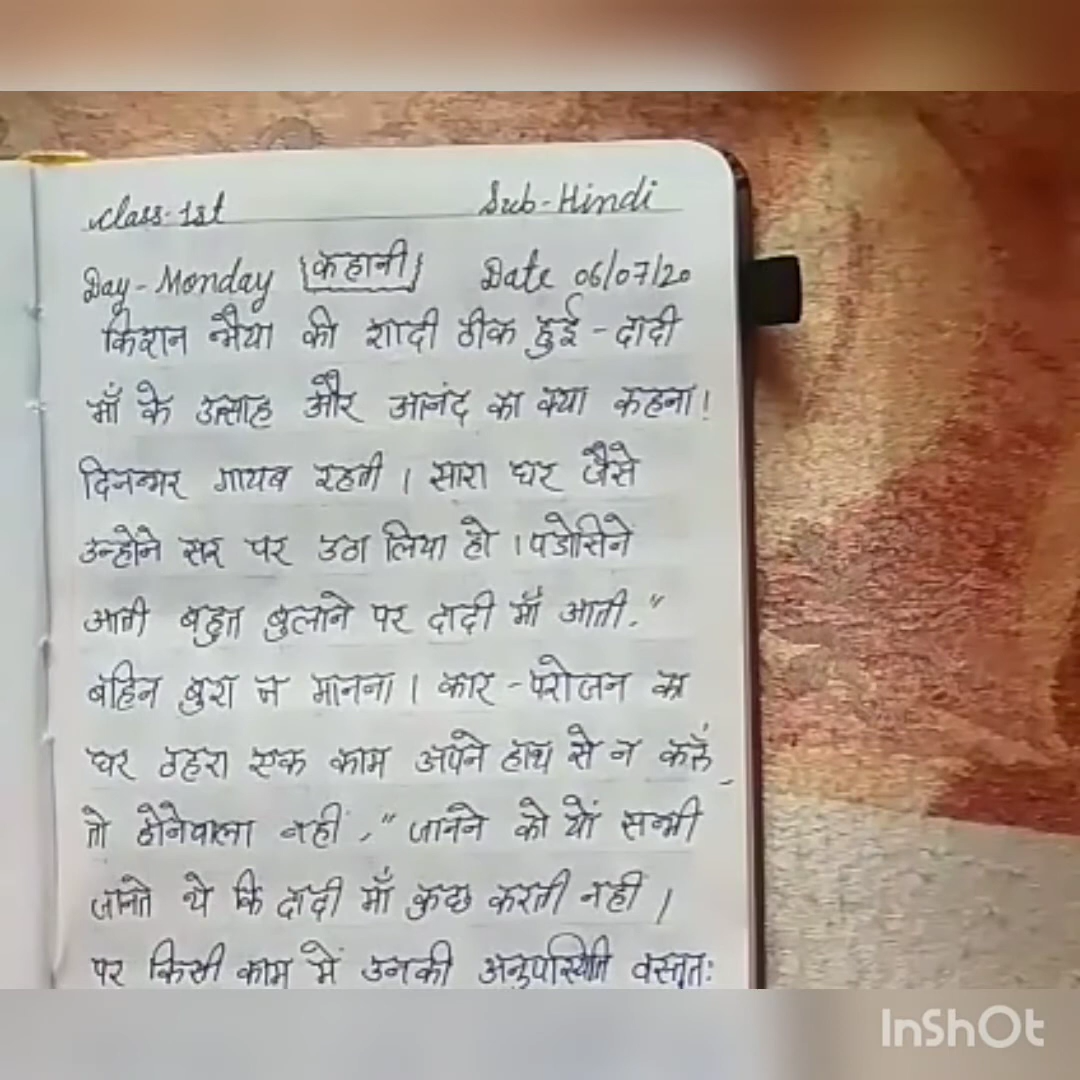 Class-1st Sub-Hindi
Day-Monday [कहानी] Date 06/07/20
किशन भैया की शादी ठीक हुई-दादी
माँ के उत्साह और आनंद का क्या कहना!
दिनभर गायब रहती। सारा घर जैसे
उन्होने सर पर उठा लिया हो।पडोसिने
आती बहुत बुलाने पर दादी माँ आती,"
बहिन बुरा न मानना। कार-परोजन का
घर ठहरा एक काम अपने हाथ से न करूँ,
तो होनेवाला नहीं," जानने को यों सभी
जानते थे कि दादी माँ कुछ करती नही।
पर किसी काम में उनकी अनुपस्थिति वस्तुतः
InShOt